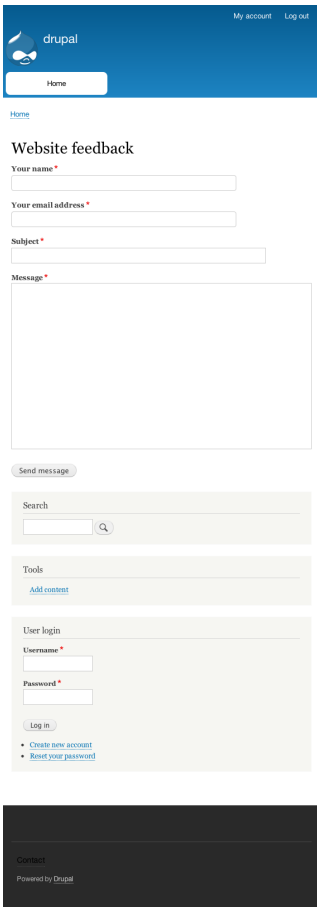 My account Log out
drupal
Home
Home
Website feedback
Your name*
Your email address*
Subject*
Message*
Send message
Search
Tools
Add content
User login
Username*
Password*
Log in
Create new account
Reset your password
Contact
Powered by Drupal